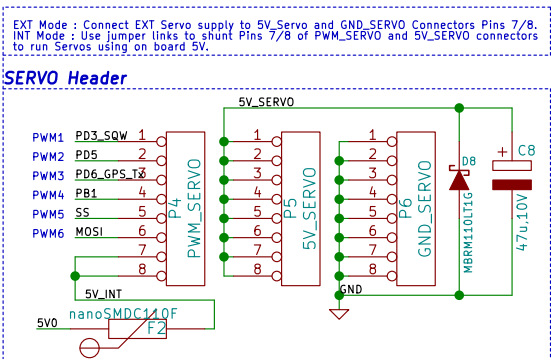 EXT Mode : Connect EXT Servo supply to 5V_Servo and GND_SERVO Connectors Pins 7/8.
INT Mode : Use jumper links to shunt Pins 7/8 of PWM_SERVO and 5V_SERVO connectors
to run Servos using on board 5V.
SERVO Header
5V_SERVO
PWM1 PD3_SQW 1
PWM2 PD5 2
PWM3 PD6_GPS_TX 3
PWM4 PB1 4
PWM5 SS 5
PWM6 MOSI 6
7
8
P4
PWM_SERVO
1
2
3
4
5
6
7
8
P5
5V_SERVO
1
2
3
4
5
6
7
8
P6
GND_SERVO
D8
MBRM110LT1G
+
C8
47u,10V
GND
5V_INT
nanoSMDC110F
5V0
F2